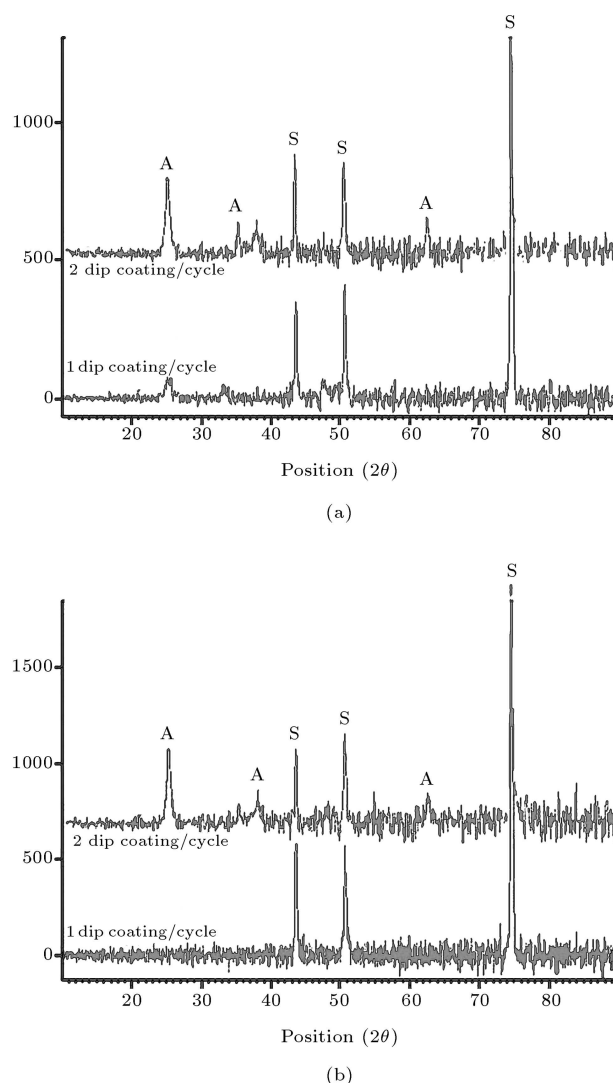 S
1000
A
S
S
A
A
500
2 dip coating/cycle
1 dip coating/cycle
0
20 30 40 50 60 70 80
Position (2θ)
(a)
S
1500
A
S
S
A
A
1000
2 dip coating/cycle
500
1 dip coating/cycle
0
20 30 40 50 60 70 80
Position (2θ)
(b)